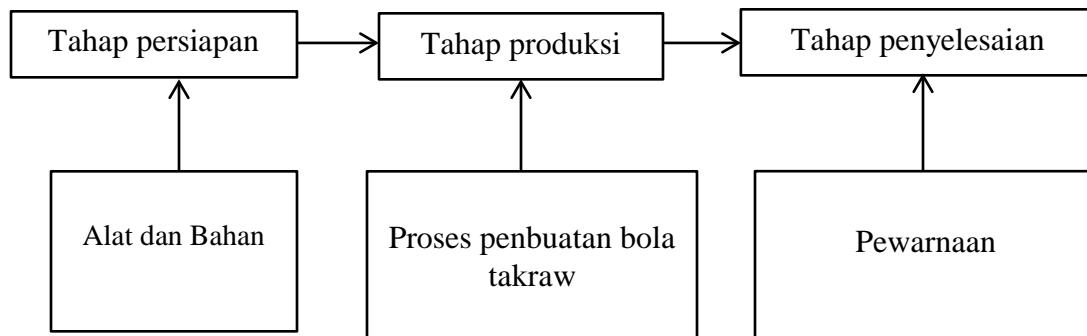 Tahap persiapan
Tahap produksi
Tahap penyelesaian
Alat dan Bahan
Proses penbuatan bola
takraw
Pewarnaan